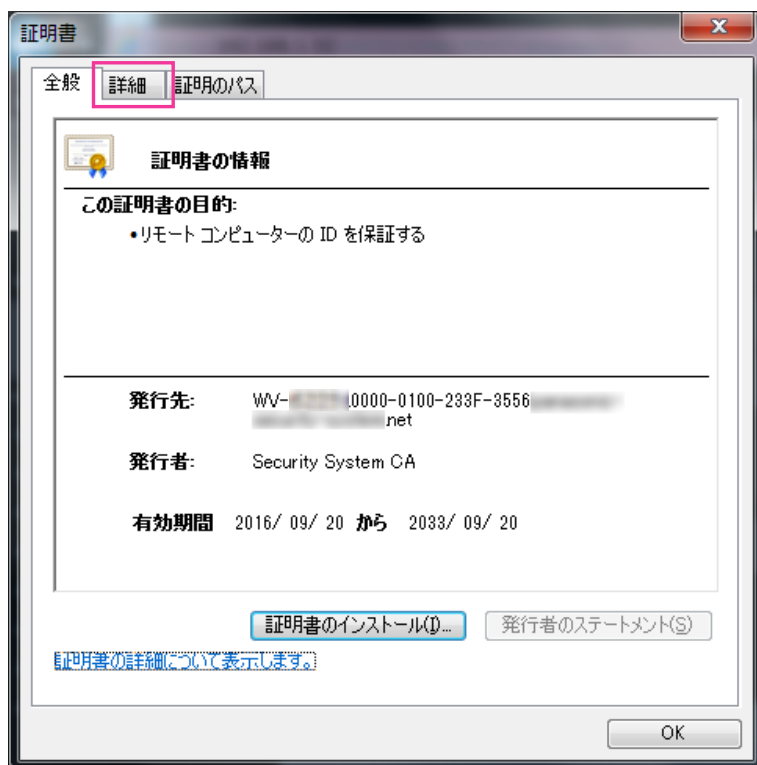 証明書
全般 詳細 証明のパス
証明書の情報
この証明書の目的:
•リモート コンピューターの ID を保証する
発行先: WV- 0000-0100-233F-3556
net
発行者: Security System CA
有効期間 2016/ 09/ 20 から 2033/ 09/ 20
証明書のインストール(I)... 発行者のステートメント(S)
証明書の詳細について表示します。
OK